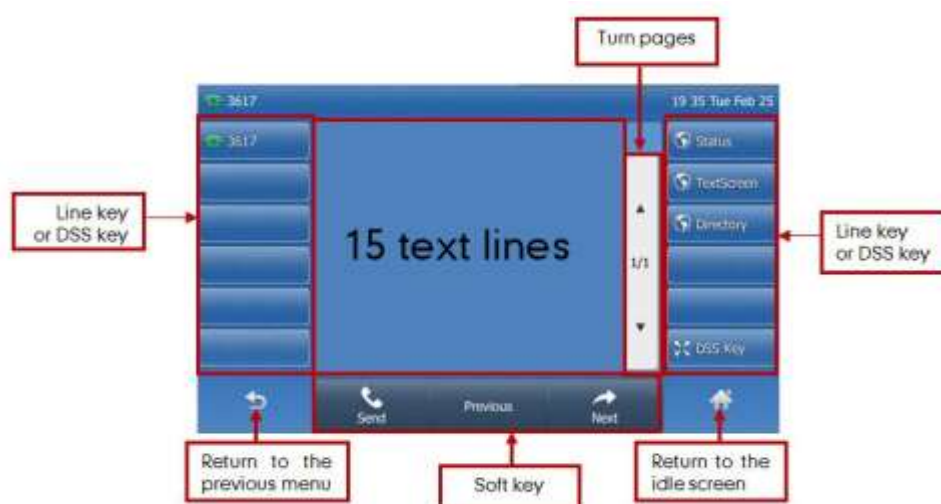 Turn pages
3617
19 35 Tue Feb 25
3617
Status
TextScreen
Directory
DSS Key
Line key
or DSS key
15 text lines
1/1
Line key
or DSS key
Send
Previous
Next
Return to the
previous menu
Soft key
Return to the
idle screen